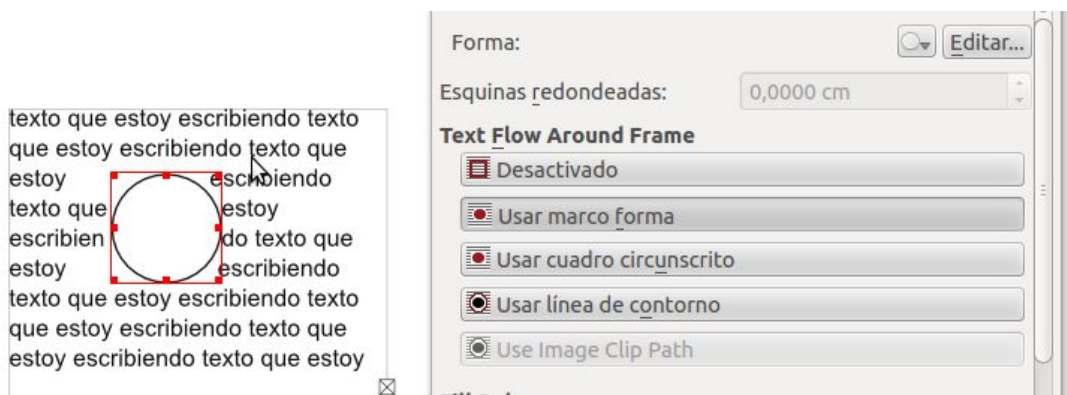 texto que estoy escribiendo texto
que estoy escribiendo texto que
estoy escribiendo
texto que estoy
escribien do texto que
estoy escribiendo
texto que estoy escribiendo texto
que estoy escribiendo texto que
estoy escribiendo texto que estoy
Forma:
Editar...
Esquinas redondeadas: 0,0000 cm
Text Flow Around Frame
Desactivado
Usar marco forma
Usar cuadro circunscrito
Usar línea de contorno
Use Image Clip Path